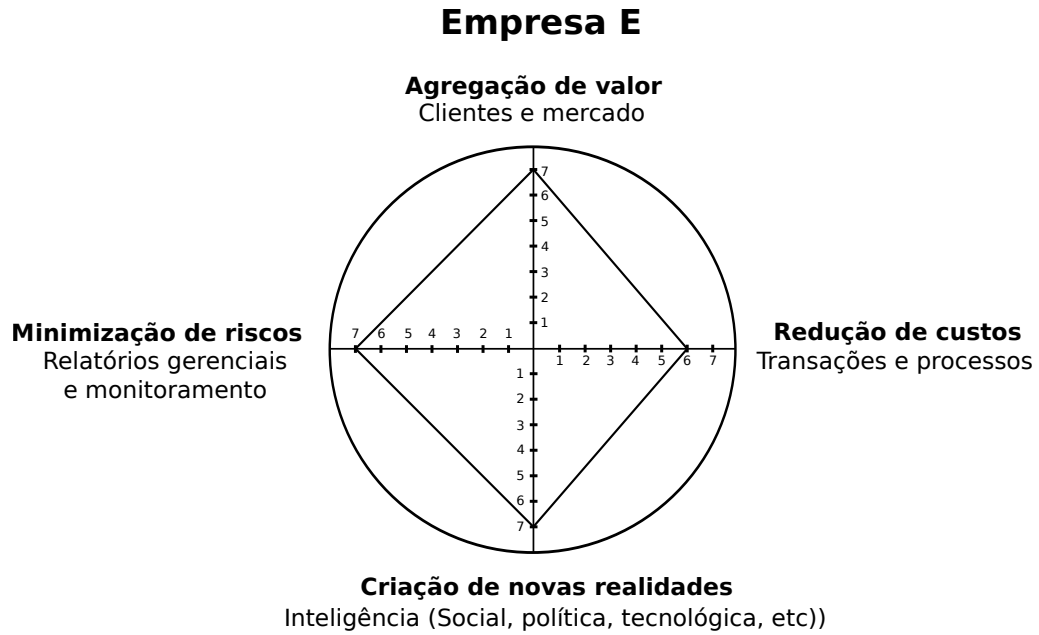 Empresa E
Agregação de valor
Clientes e mercado
7
6
5
4
3
2
1
Minimização de riscos
Relatórios gerenciais
e monitoramento
7 6 5 4 3 2 1
1 2 3 4 5 6 7
Redução de custos
Transações e processos
1
2
3
4
5
6
7
Criação de novas realidades
Inteligência (Social, política, tecnológica, etc))